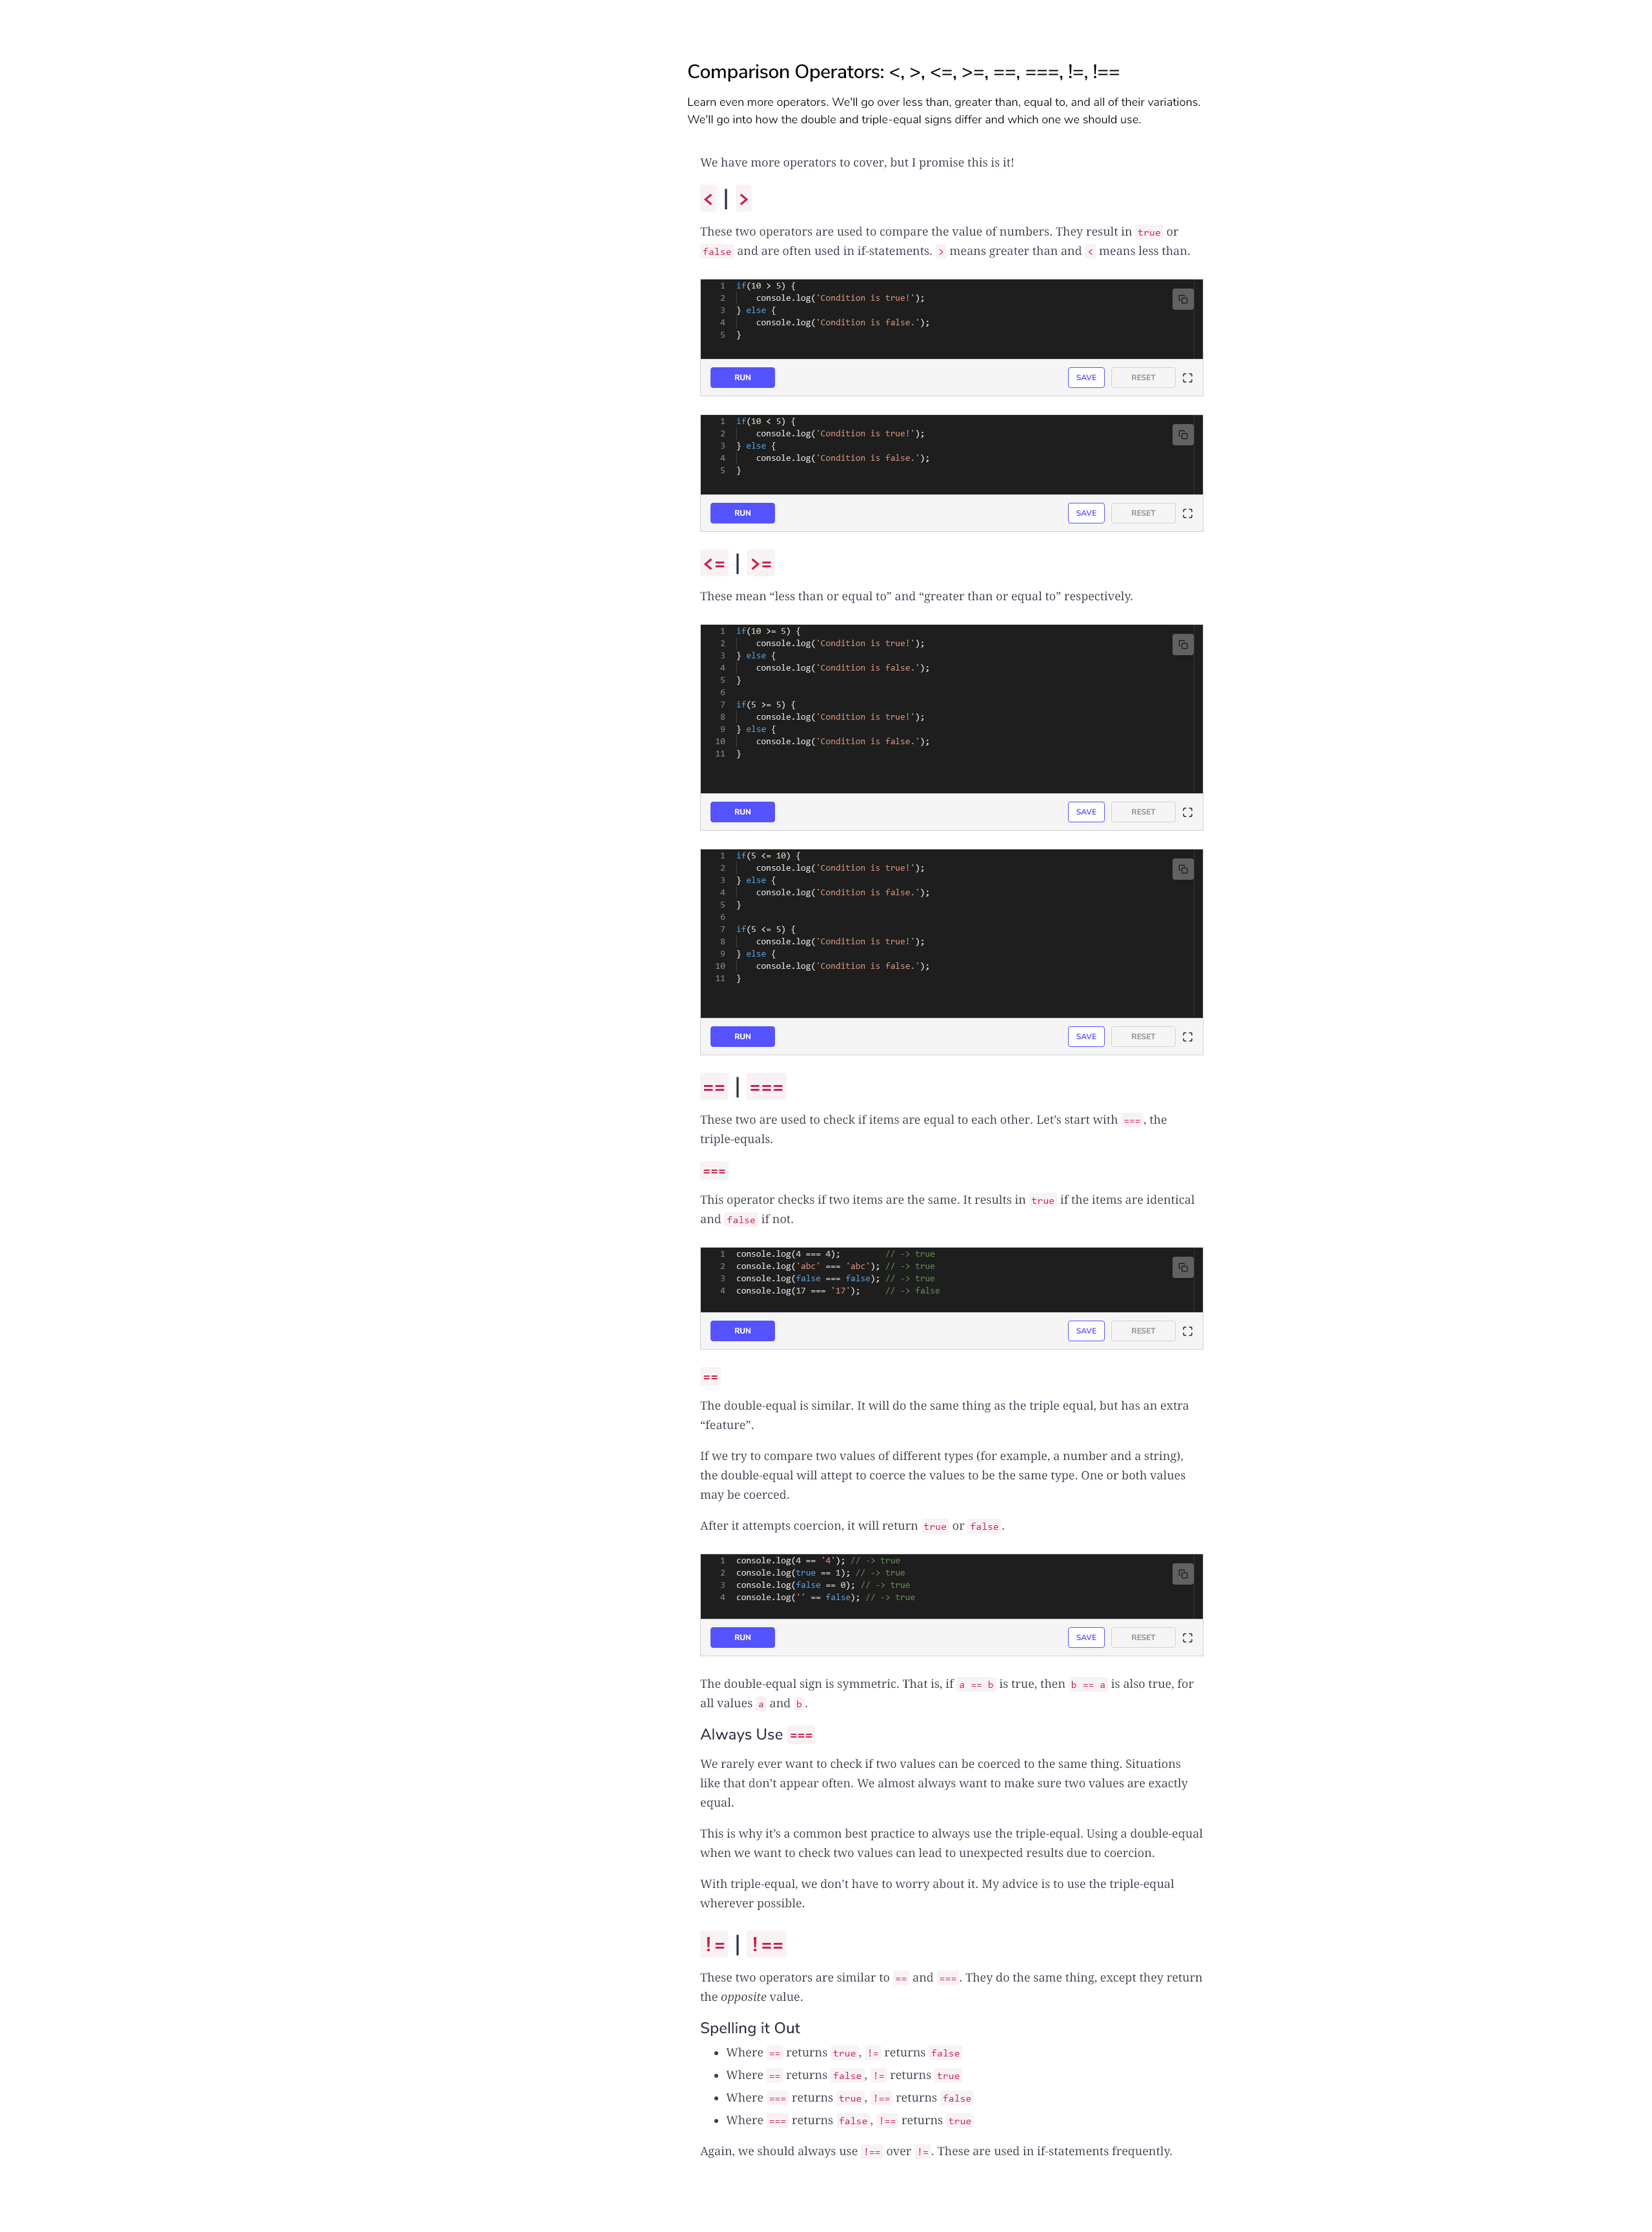 Comparison Operators: <, >, <=, >=, ==, ===, !=, !==
Learn even more operators. We'll go over less than, greater than, equal to, and all of their variations.
We'll go into how the double and triple-equal signs differ and which one we should use.
We have more operators to cover, but I promise this is it!
< | >
These two operators are used to compare the value of numbers. They result in true or
false and are often used in if-statements. > means greater than and < means less than.
1 if(10 > 5) {
2     console.log('Condition is true!');
3 } else {
4     console.log('Condition is false.');
5 }
RUN SAVE RESET
1 if(10 < 5) {
2     console.log('Condition is true!');
3 } else {
4     console.log('Condition is false.');
5 }
RUN SAVE RESET
<= | >=
These mean “less than or equal to” and “greater than or equal to” respectively.
1 if(10 >= 5) {
2     console.log('Condition is true!');
3 } else {
4     console.log('Condition is false.');
5 }
6
7 if(5 >= 5) {
8     console.log('Condition is true!');
9 } else {
10     console.log('Condition is false.');
11 }
RUN SAVE RESET
1 if(5 <= 10) {
2     console.log('Condition is true!');
3 } else {
4     console.log('Condition is false.');
5 }
6
7 if(5 <= 5) {
8     console.log('Condition is true!');
9 } else {
10     console.log('Condition is false.');
11 }
RUN SAVE RESET
== | ===
These two are used to check if items are equal to each other. Let’s start with ===, the
triple-equals.
===
This operator checks if two items are the same. It results in true if the items are identical
and false if not.
1 console.log(4 === 4);         // -> true
2 console.log('abc' === 'abc'); // -> true
3 console.log(false === false); // -> true
4 console.log(17 === '17');     // -> false
RUN SAVE RESET
==
The double-equal is similar. It will do the same thing as the triple equal, but has an extra
“feature”.
If we try to compare two values of different types (for example, a number and a string),
the double-equal will attept to coerce the values to be the same type. One or both values
may be coerced.
After it attempts coercion, it will return true or false.
1 console.log(4 == '4'); // -> true
2 console.log(true == 1); // -> true
3 console.log(false == 0); // -> true
4 console.log('' == false); // -> true
RUN SAVE RESET
The double-equal sign is symmetric. That is, if a == b is true, then b == a is also true, for
all values a and b.
Always Use ===
We rarely ever want to check if two values can be coerced to the same thing. Situations
like that don’t appear often. We almost always want to make sure two values are exactly
equal.
This is why it’s a common best practice to always use the triple-equal. Using a double-equal
when we want to check two values can lead to unexpected results due to coercion.
With triple-equal, we don’t have to worry about it. My advice is to use the triple-equal
wherever possible.
!= | !==
These two operators are similar to == and ===. They do the same thing, except they return
the opposite value.
Spelling it Out
• Where == returns true, != returns false
• Where == returns false, != returns true
• Where === returns true, !== returns false
• Where === returns false, !== returns true
Again, we should always use !== over !=. These are used in if-statements frequently.